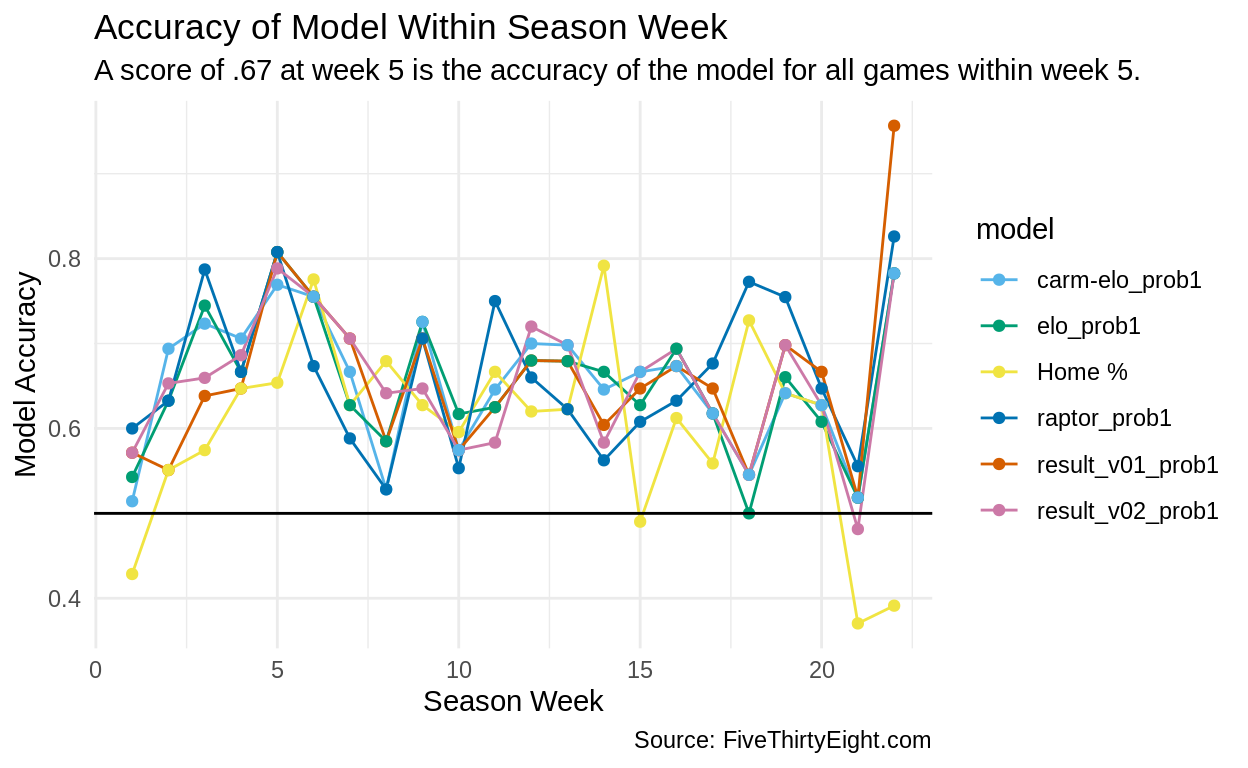 Accuracy of Model Within Season Week
A score of .67 at week 5 is the accuracy of the model for all games within week 5.
Model Accuracy
0.8
0.6
0.4
0
5
10
15
20
Season Week
model
carm-elo_prob1
elo_prob1
Home %
raptor_prob1
result_v01_prob1
result_v02_prob1
Source: FiveThirtyEight.com